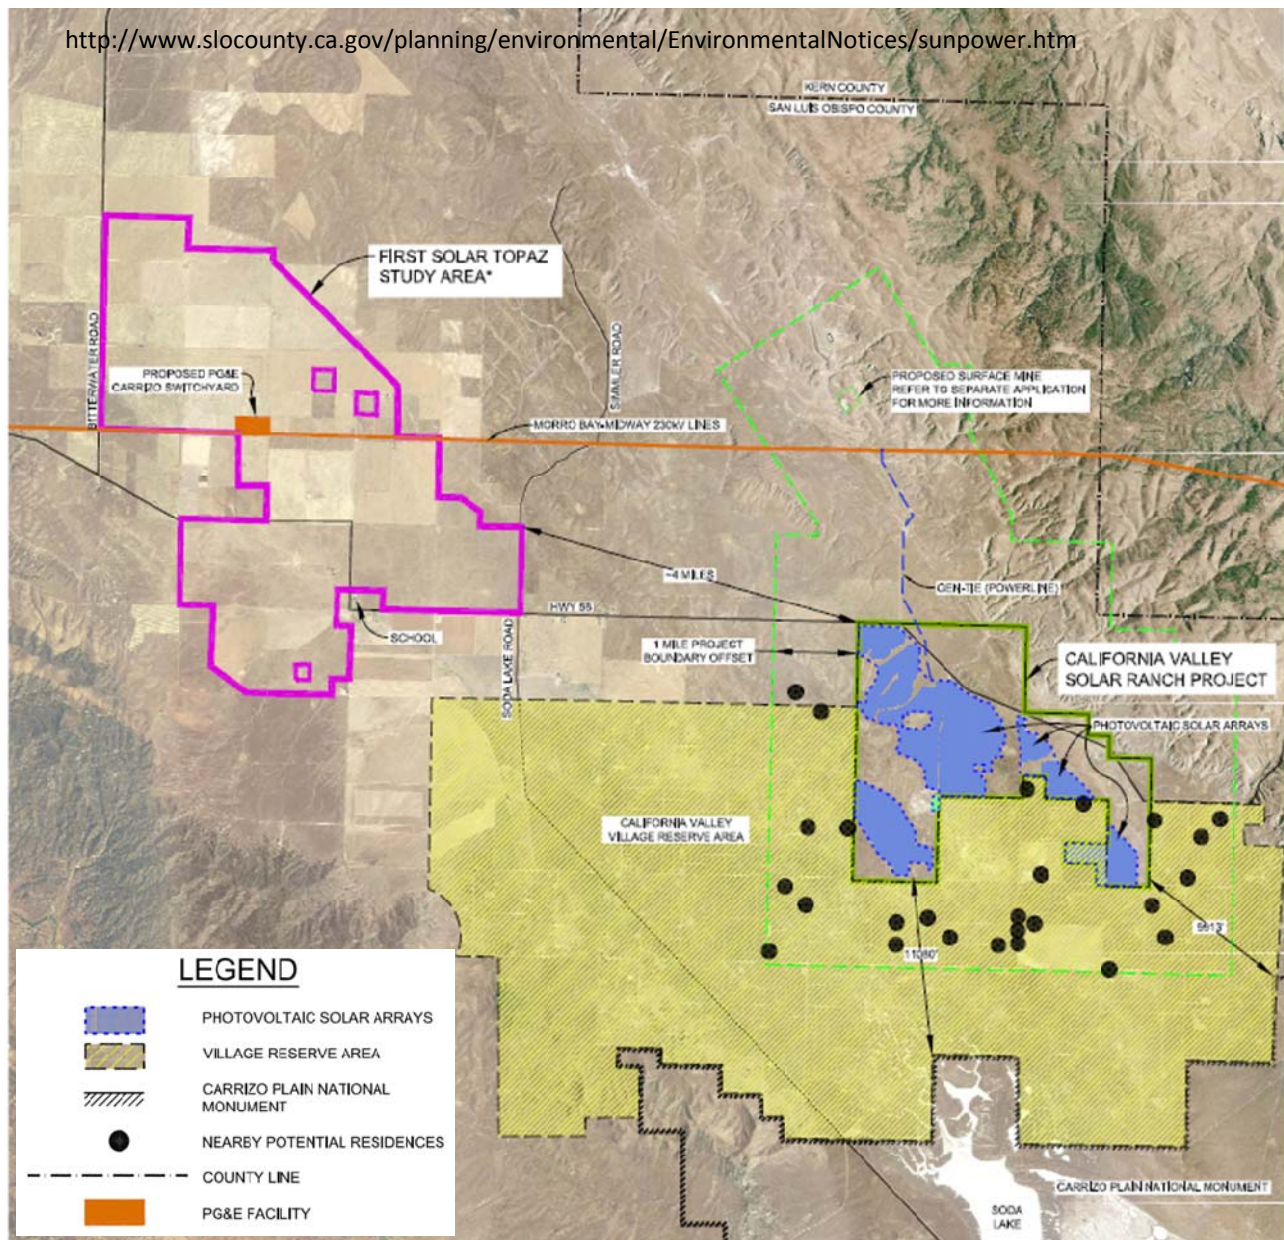 http://www.slocounty.ca.gov/planning/environmental/EnvironmentalNotices/sunpower.htm
KERN COUNTY
SAN LUIS OBISPO COUNTY
FIRST SOLAR TOPAZ
STUDY AREA*
BITTERWATER ROAD
SIMMLER ROAD
PROPOSED PG&E
CARRIZO SWITCHYARD
PROPOSED SURFACE MINE
REFER TO SEPARATE APPLICATION
FOR MORE INFORMATION
MORRO BAY-MIDWAY 230kV LINES
~4 MILES
GEN-TIE (POWERLINE)
HWY 58
SCHOOL
SODA LAKE ROAD
1 MILE PROJECT
BOUNDARY OFFSET
CALIFORNIA VALLEY
SOLAR RANCH PROJECT
PHOTOVOLTAIC SOLAR ARRAYS
CALIFORNIA VALLEY
VILLAGE RESERVE AREA
LEGEND
PHOTOVOLTAIC SOLAR ARRAYS
VILLAGE RESERVE AREA
CARRIZO PLAIN NATIONAL
MONUMENT
NEARBY POTENTIAL RESIDENCES
COUNTY LINE
PG&E FACILITY
CARRIZO PLAIN NATIONAL MONUMENT
SODA
LAKE